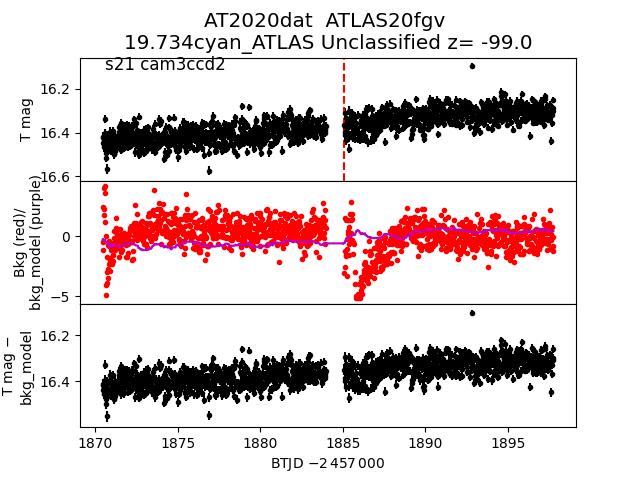 AT2020dat ATLAS20fgv
19.734cyan_ATLAS Unclassified z= -99.0
s21 cam3ccd2
T mag
16.2
16.4
16.6
Bkg (red)/
bkg_model (purple)
0
−5
T mag −
bkg_model
16.2
16.4
1870
1875
1880
1885
1890
1895
BTJD −2 457 000